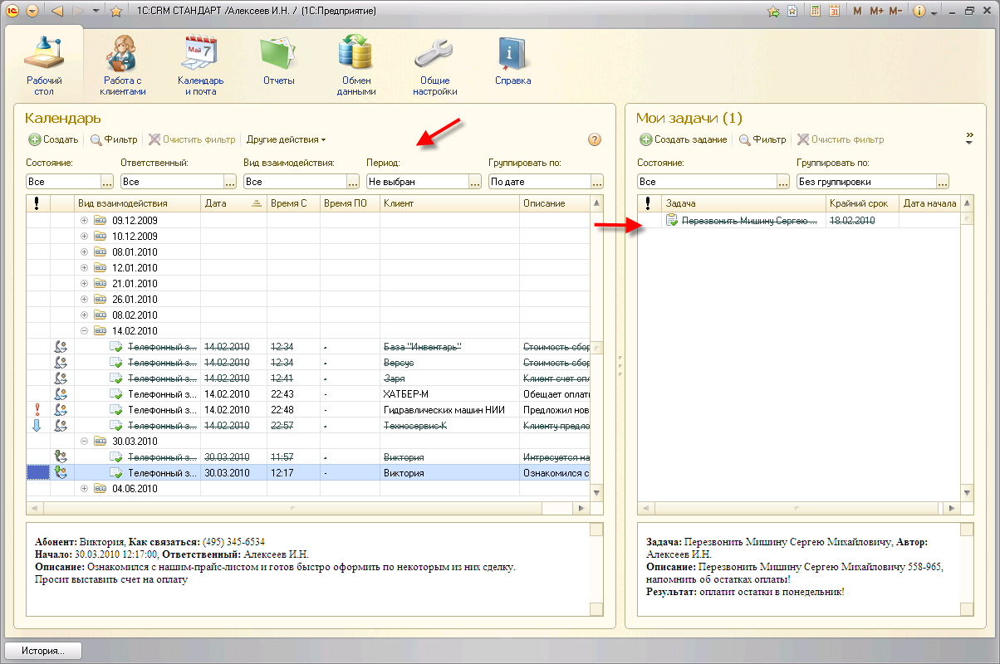 1С:CRM СТАНДАРТ /Алексеев И.Н. / (1С:Предприятие)
M M+ M-
Рабочий стол
Работа с клиентами
Май 7
Календарь и почта
Отчеты
Обмен данными
Общие настройки
Справка
Календарь
Создать Фильтр Очистить фильтр Другие действия
Состояние: Ответственный: Вид взаимодействия: Период: Группировать по:
Все ... Все ... Все ... Не выбран ... По дате ...
! Вид взаимодействия Дата Время С Время ПО Клиент Описание
09.12.2009
10.12.2009
08.01.2010
12.01.2010
21.01.2010
26.01.2010
08.02.2010
14.02.2010
Телефонный з... 14.02.2010 12:34 - База "Инвентарь" Стоимость сбор
Телефонный з... 14.02.2010 12:34 - Версус Стоимость сбор
Телефонный з... 14.02.2010 12:41 - Заря Клиент счет опл
Телефонный з... 14.02.2010 22:43 - ХАТБЕР-М Обещает оплати
! Телефонный з... 14.02.2010 22:48 - Гидравлических машин НИИ Предложил нов
Телефонный з... 14.02.2010 22:57 - Техносервис-К Клиенту предло
30.03.2010
Телефонный з... 30.03.2010 11:57 - Виктория Интресуется на
Телефонный з... 30.03.2010 12:17 - Виктория Ознакомился с
04.06.2010
Абонент: Виктория, Как связаться: (495) 345-6534
Начало: 30.03.2010 12:17:00, Ответственный: Алексеев И.Н.
Описание: Ознакомился с нашим-прайс-листом и готов быстро оформить по некоторым из них сделку.
Просит выставить счет на оплату
Мои задачи (1)
Создать задание Фильтр Очистить фильтр »
Состояние: Группировать по:
Все ... Без группировки ...
! Задача Крайний срок Дата начала
Перезвонить Мишину Сергею ... 18.02.2010
Задача: Перезвонить Мишину Сергею Михайловичу, Автор:
Алексеев И.Н.
Описание: Перезвонить Мишину Сергею Михайловичу 558-965,
напомнить об остатках оплаты!
Результат: оплатит остатки в понедельник!
История...